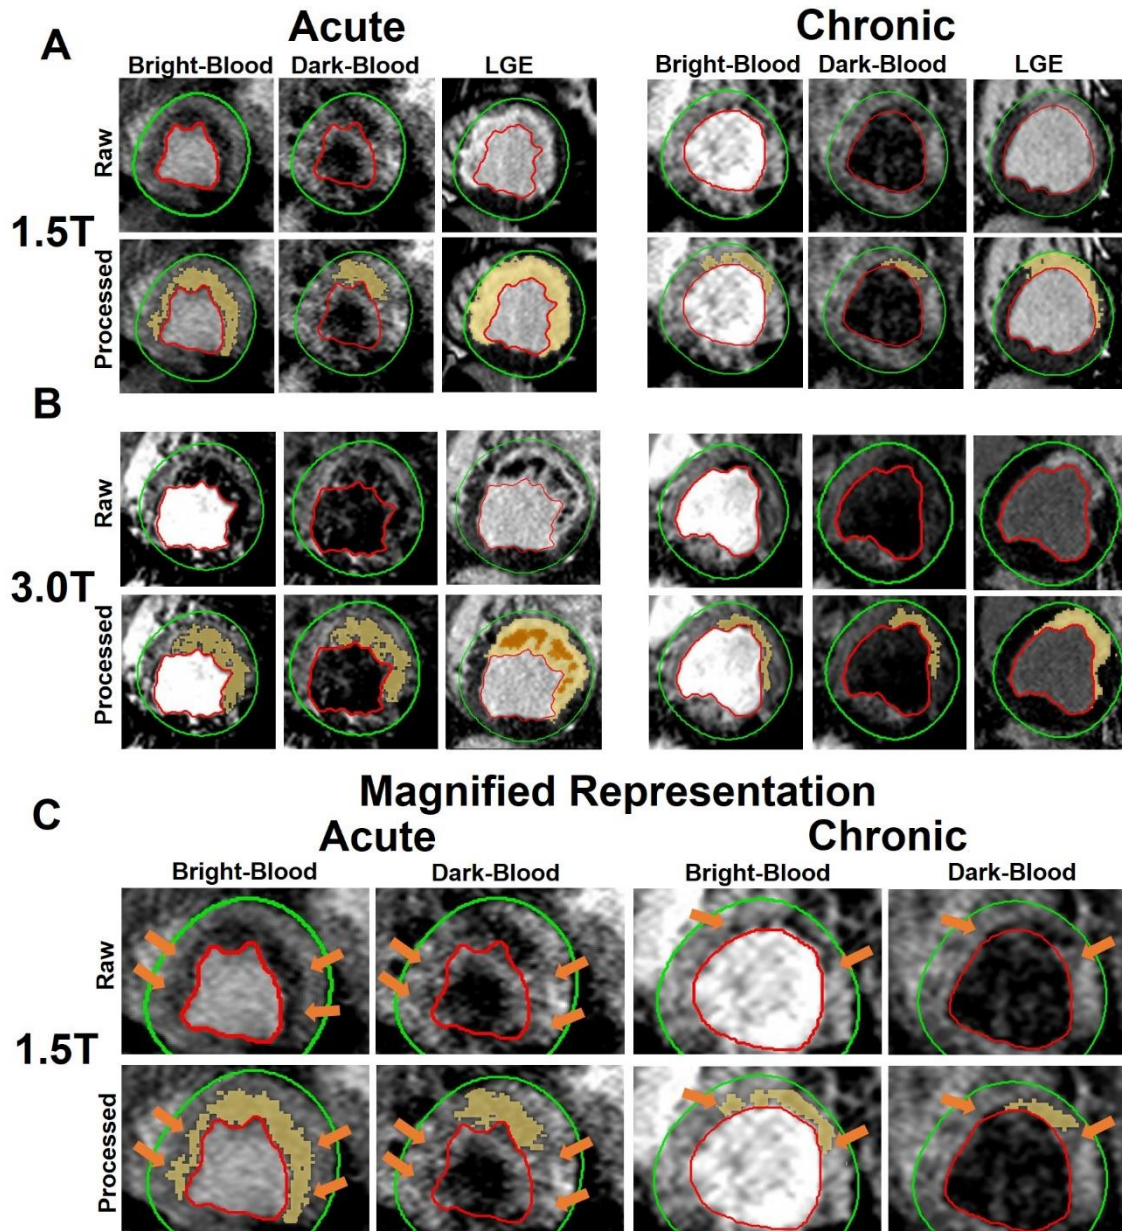 A
Acute
Chronic
Bright-Blood Dark-Blood LGE
Bright-Blood Dark-Blood LGE
Raw
1.5T
Processed
B
Raw
3.0T
Processed
Magnified Representation
C
Acute
Chronic
Bright-Blood Dark-Blood Bright-Blood Dark-Blood
Raw
1.5T
Processed